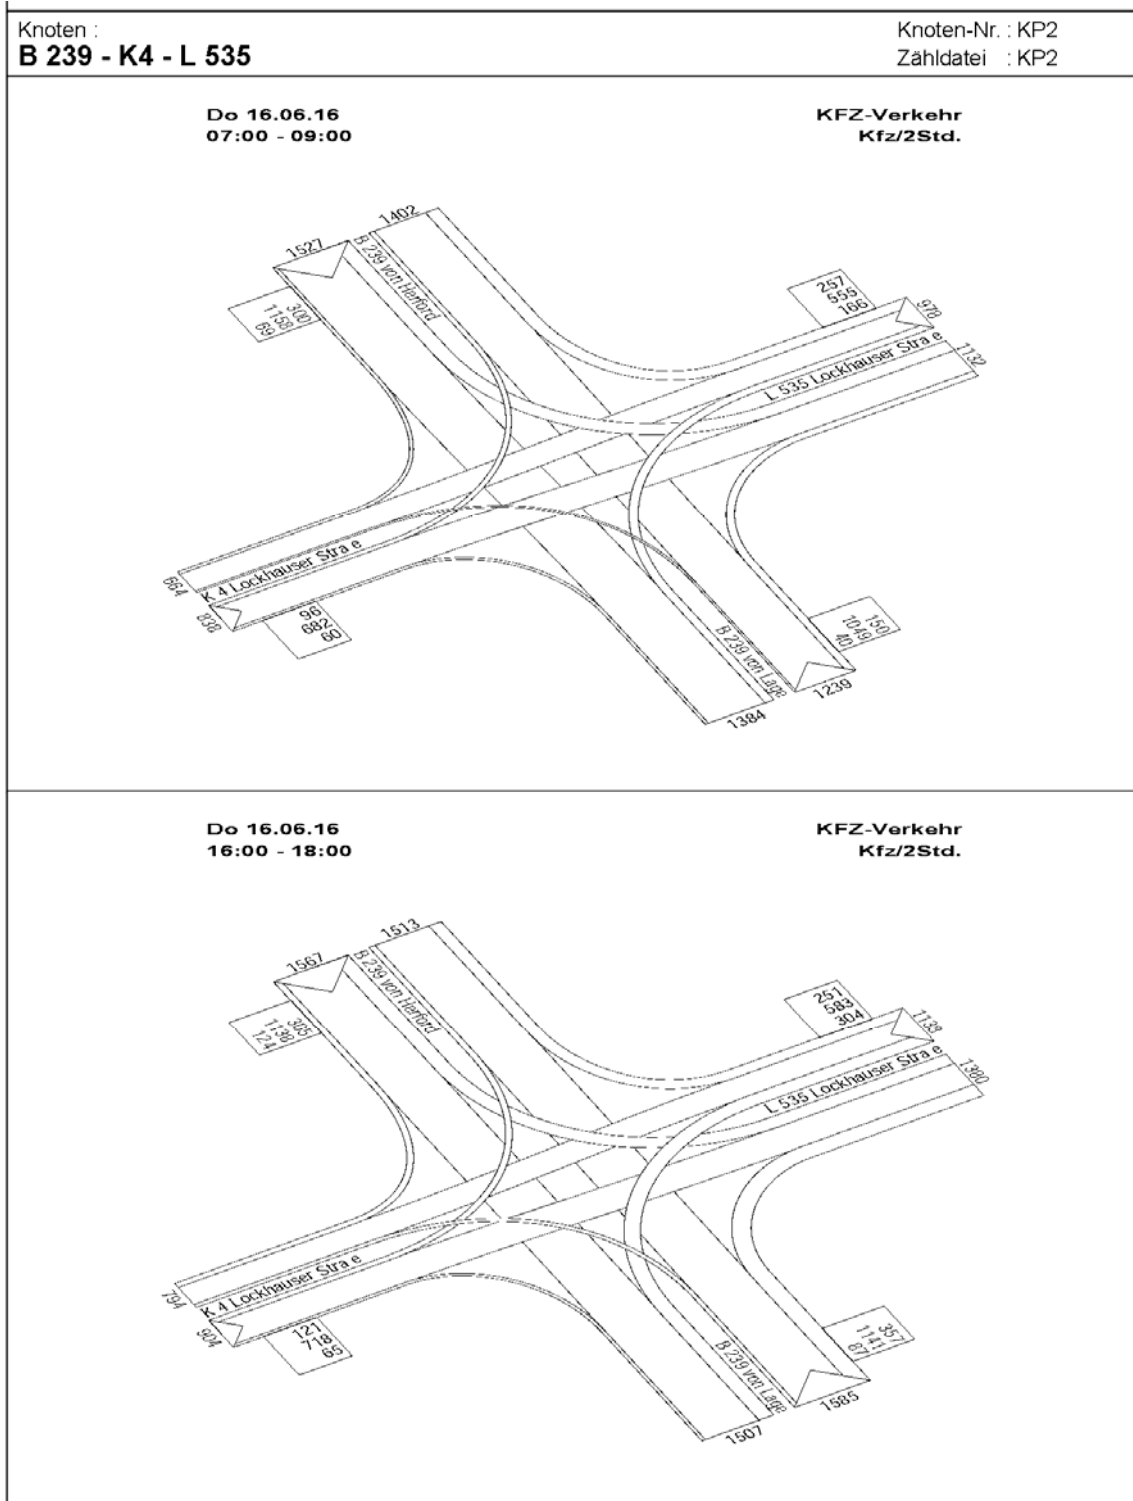 Knoten :
B 239 - K4 - L 535
Knoten-Nr. : KP2
Zähldatei : KP2
Do 16.06.16
07:00 - 09:00
KFZ-Verkehr
Kfz/2Std.
1402
1527
B 239 von Herford
300
1158
69
257
555
166
978
1132
L 535 Lockhauser Stra e
664
K 4 Lockhauser Stra e
838
96
682
60
150
1049
40
B 239 von Lage
1239
1384
Do 16.06.16
16:00 - 18:00
KFZ-Verkehr
Kfz/2Std.
1513
1567
B 239 von Herford
305
1138
124
251
583
304
1138
1380
L 535 Lockhauser Stra e
794
K 4 Lockhauser Stra e
904
121
718
65
357
1141
87
B 239 von Lage
1585
1507